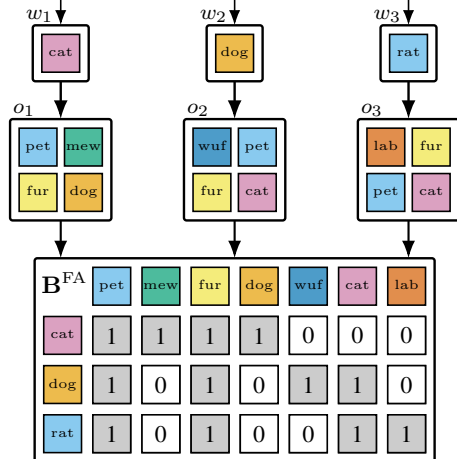 w1 w2 w3
cat dog rat
o1 o2 o3
pet mew wuf pet lab fur
fur dog fur cat pet cat
B^FA pet mew fur dog wuf cat lab
cat 1 1 1 1 0 0 0
dog 1 0 1 0 1 1 0
rat 1 0 1 0 0 1 1